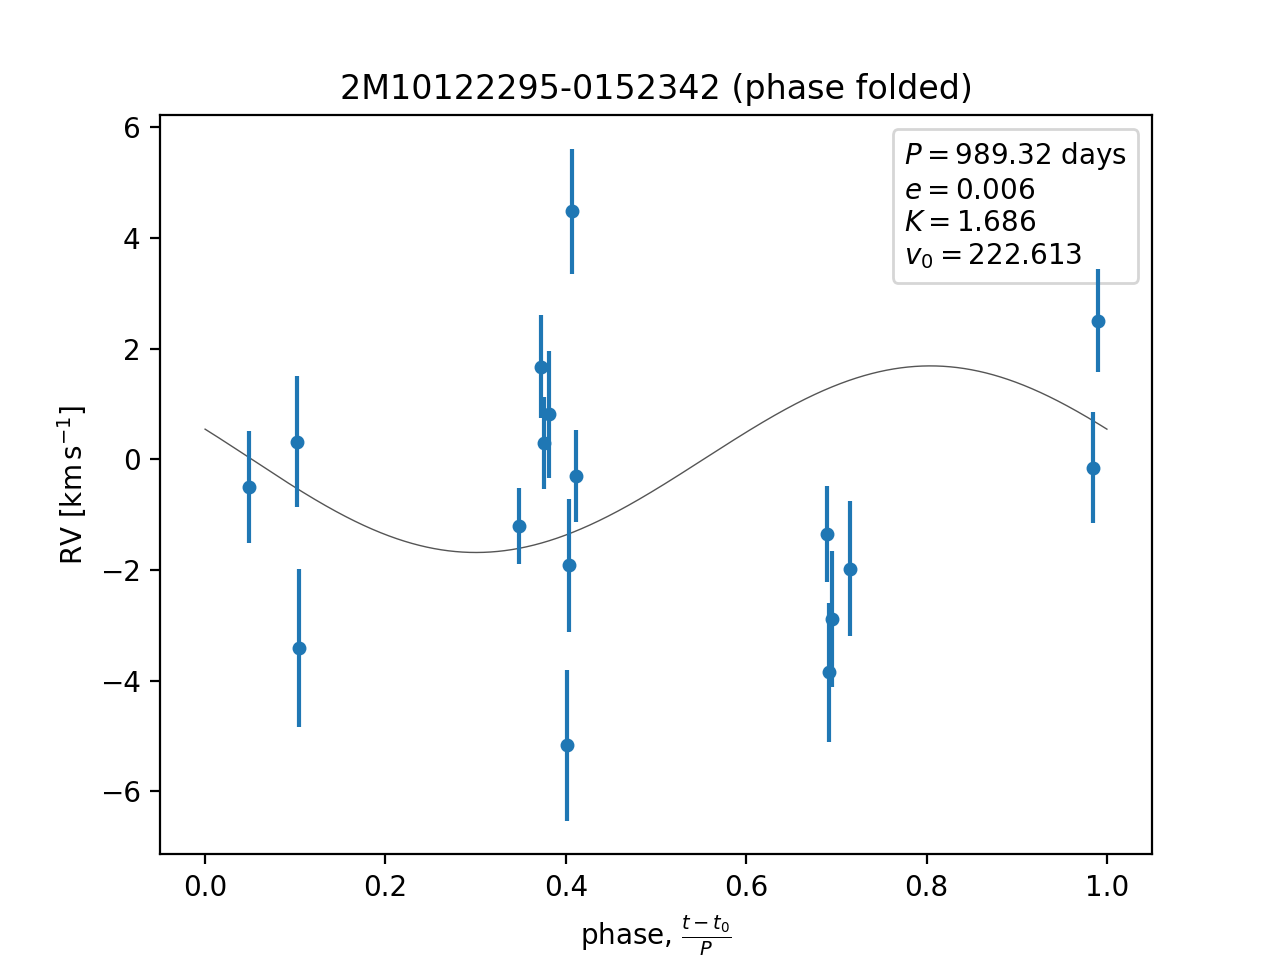 2M10122295-0152342 (phase folded)
P = 989.32 days
e = 0.006
K = 1.686
v₀ = 222.613
6
4
2
0
−2
−4
−6
RV [km s⁻¹]
0.0 0.2 0.4 0.6 0.8 1.0
phase, (t − t₀)/P